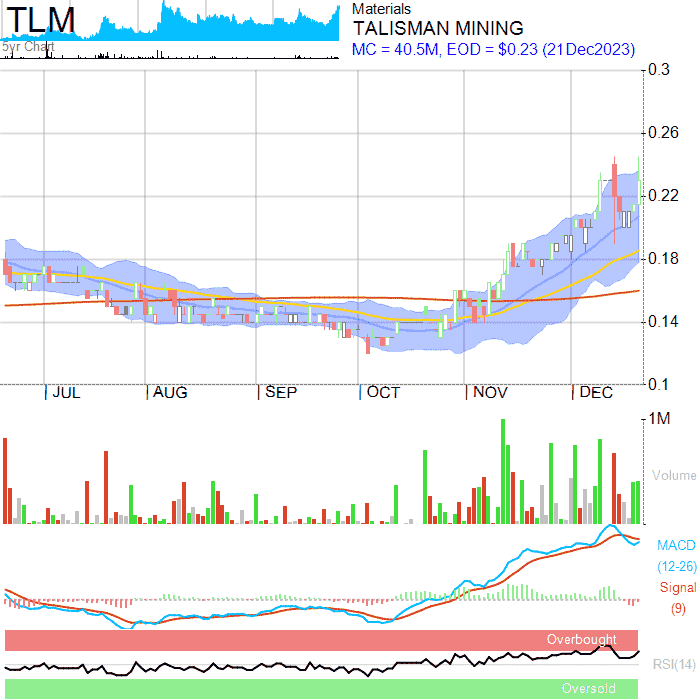 TLM
5yr Chart
Materials
TALISMAN MINING
MC = 40.5M, EOD = $0.23 (21Dec2023)
0.3
0.26
0.22
0.18
0.14
0.1
JUL
AUG
SEP
OCT
NOV
DEC
1M
Volume
MACD
(12-26)
Signal
(9)
Overbought
RSI(14)
Oversold